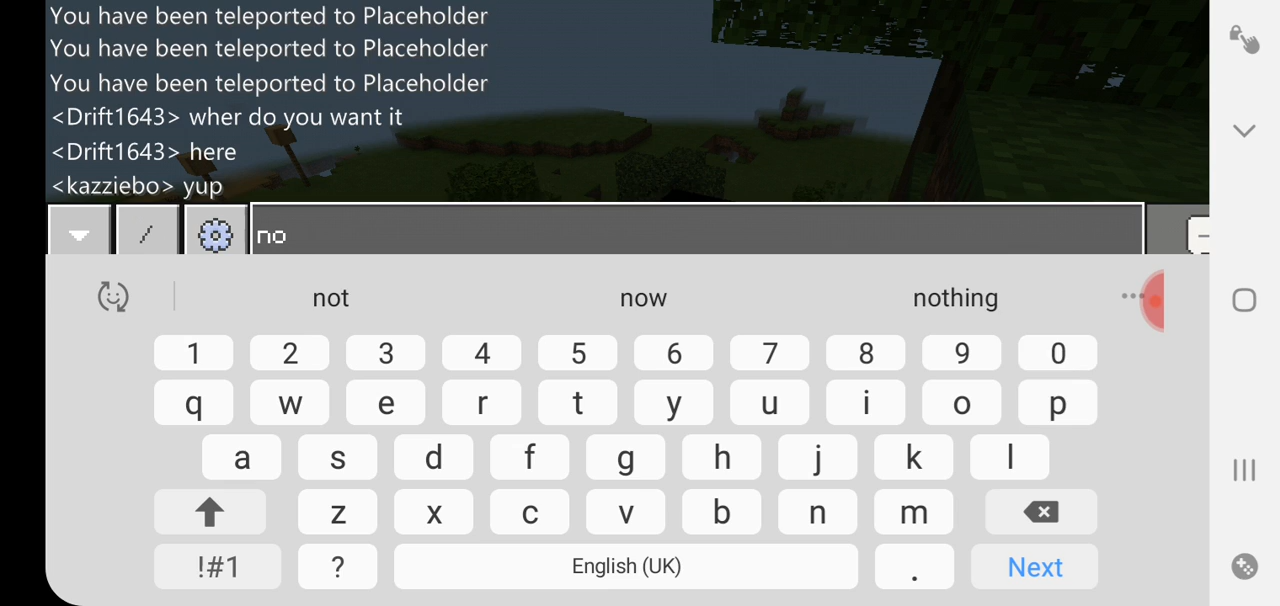 You have been teleported to Placeholder
You have been teleported to Placeholder
You have been teleported to Placeholder
<Drift1643> wher do you want it
<Drift1643> here
<kazziebo> yup
/ no
not now nothing
1 2 3 4 5 6 7 8 9 0
q w e r t y u i o p
a s d f g h j k l
z x c v b n m
!#1 ? English (UK) . Next